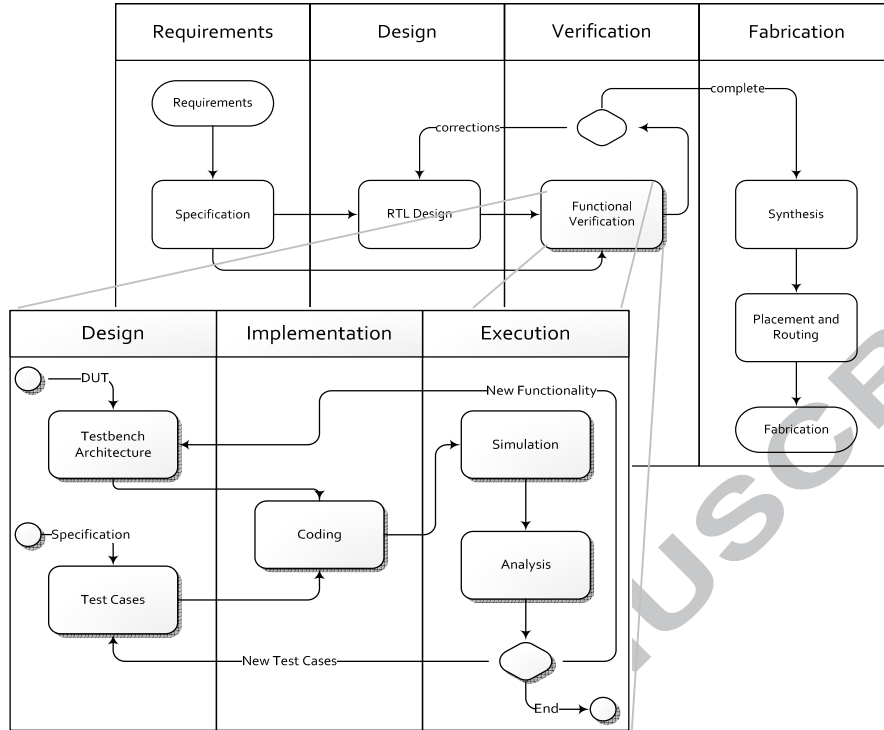 Requirements Design Verification Fabrication
Requirements
complete
corrections
Specification
RTL Design
Functional
Verification
Synthesis
Placement and
Routing
Fabrication
Design Implementation Execution
DUT
New Functionality
Testbench
Architecture
Simulation
Specification
Coding
Analysis
Test Cases
New Test Cases
End